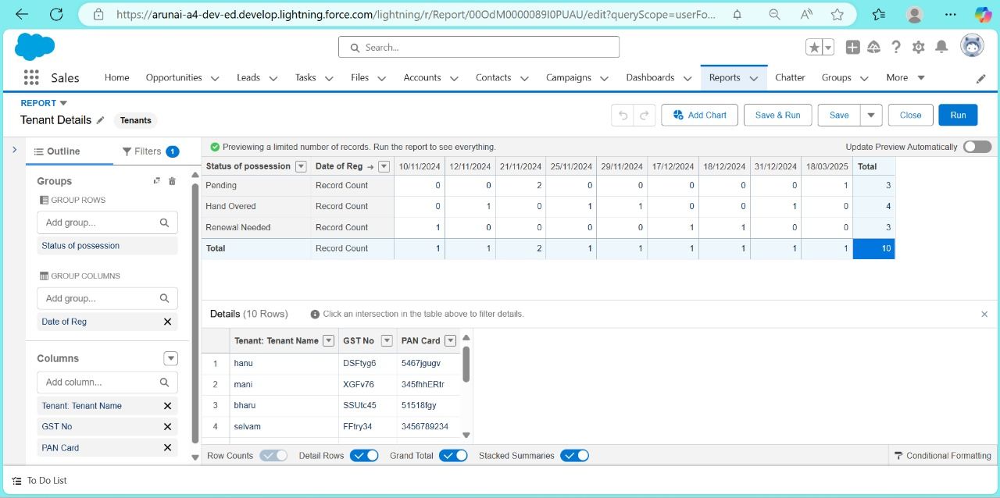 https://arunai-a4-dev-ed.develop.lightning.force.com/lightning/r/Report/00OdM0000089I0PUAU/edit?queryScope=userFo...
Search...
Sales Home Opportunities Leads Tasks Files Accounts Contacts Campaigns Dashboards Reports Chatter Groups More
REPORT
Tenant Details Tenants
Add Chart Save & Run Save Close Run
Outline Filters 1
Previewing a limited number of records. Run the report to see everything. Update Preview Automatically
Groups
GROUP ROWS
Add group...
Status of possession
GROUP COLUMNS
Add group...
Date of Reg
Columns
Add column...
Tenant: Tenant Name
GST No
PAN Card
Status of possession Date of Reg → 10/11/2024 12/11/2024 21/11/2024 25/11/2024 29/11/2024 17/12/2024 18/12/2024 31/12/2024 18/03/2025 Total
Pending Record Count 0 0 2 0 0 0 0 0 1 3
Hand Overed Record Count 0 1 0 1 1 0 0 1 0 4
Renewal Needed Record Count 1 0 0 0 0 1 1 0 0 3
Total Record Count 1 1 2 1 1 1 1 1 1 10
Details (10 Rows) Click an intersection in the table above to filter details.
Tenant: Tenant Name GST No PAN Card
1 hanu DSFtyg6 5467jgugv
2 mani XGFv76 345fhhERtr
3 bharu SSUtc45 51518fgy
4 selvam FFtry34 3456789234
Row Counts Detail Rows Grand Total Stacked Summaries Conditional Formatting
To Do List